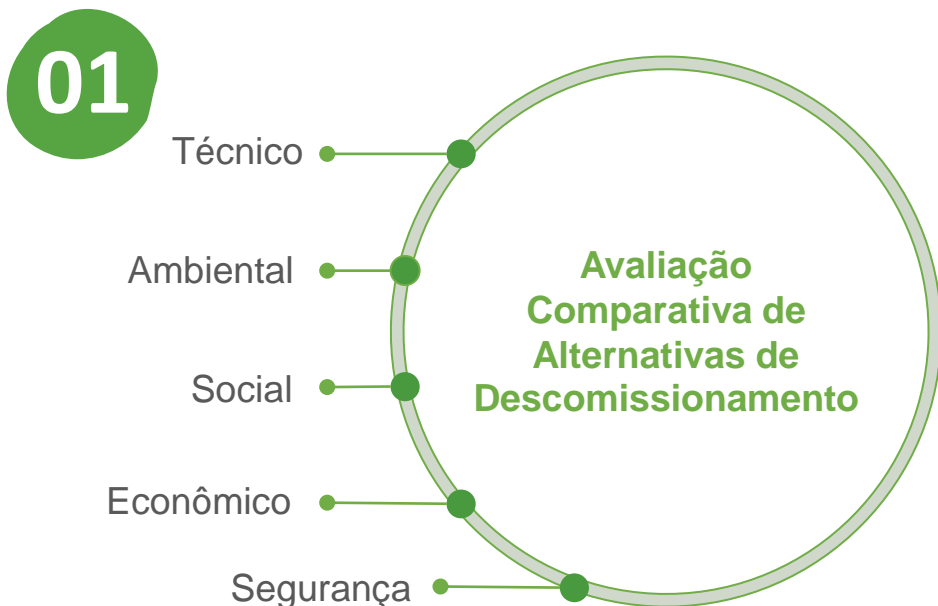 01
Técnico
Ambiental
Social
Econômico
Segurança
Avaliação
Comparativa de
Alternativas de
Descomissionamento